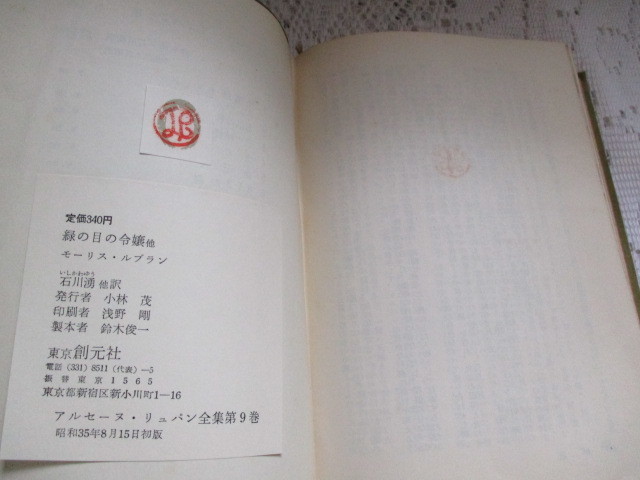 定価340円
緑の目の令嬢他
モーリス・ルブラン
いしかわゆう
石川湧 他訳
発行者 小林 茂
印刷者 浅野 剛
製本者 鈴木俊一
東京創元社
電話 (331) 8511 (代表) —5
振替東京1565
東京都新宿区新小川町1—16
アルセーヌ・リュパン全集第9巻
昭和35年8月15日初版